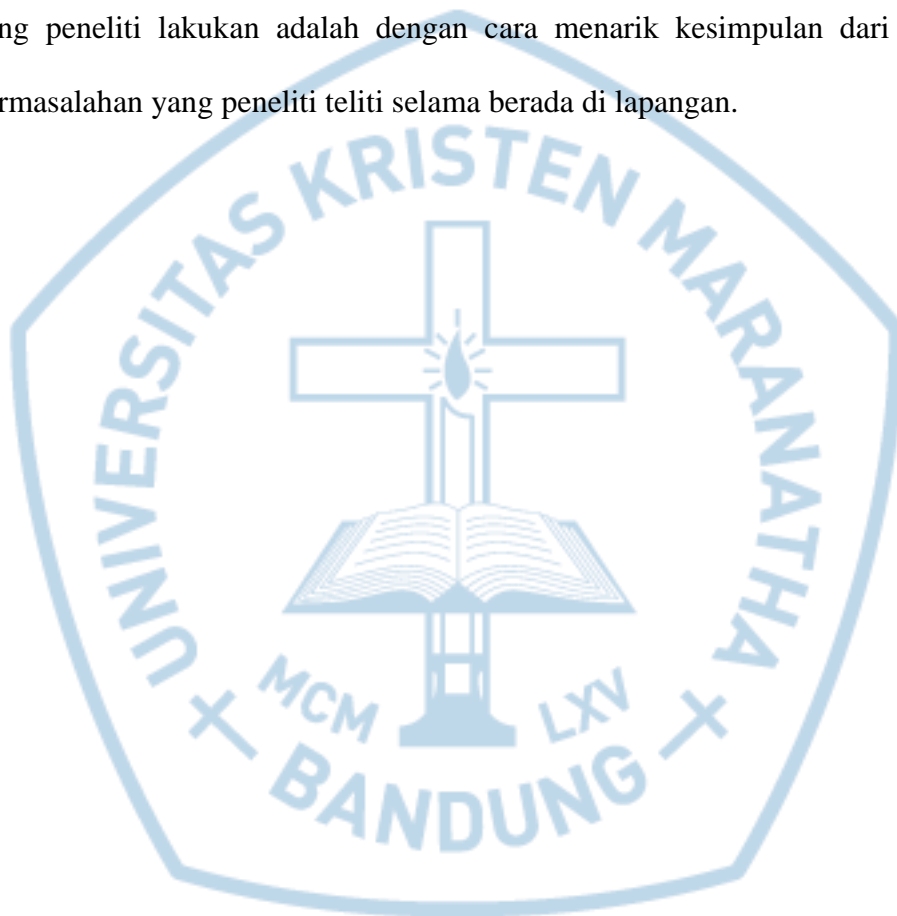 ng peneliti lakukan adalah dengan cara menarik kesimpulan dari
rmasalahan yang peneliti teliti selama berada di lapangan.
UNIVERSITAS KRISTEN MARANATHA
MCM LXV
BANDUNG